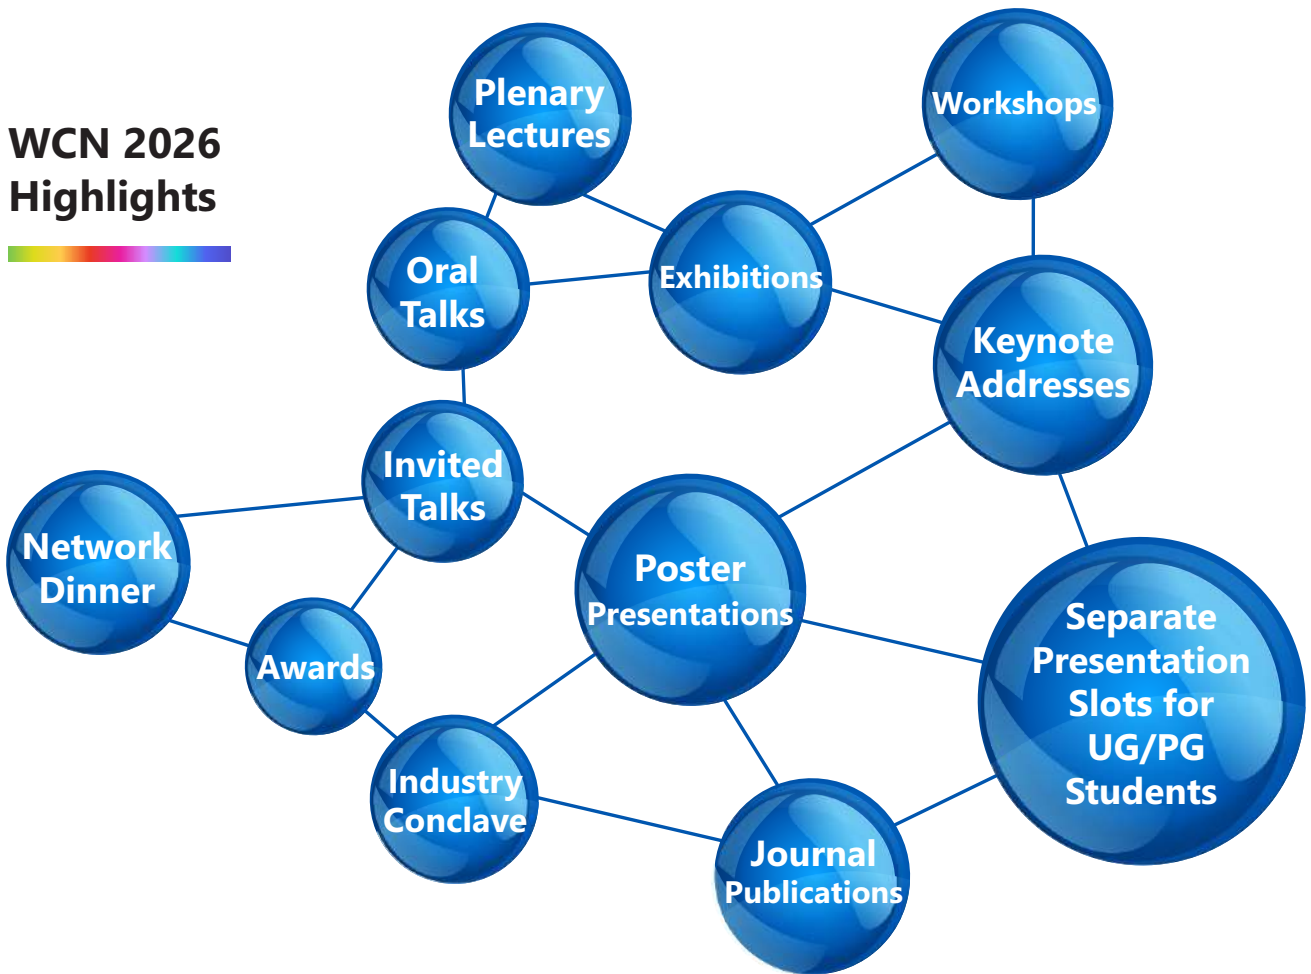 WCN 2026
Highlights
Plenary
Lectures
Workshops
Oral
Talks
Exhibitions
Keynote
Addresses
Invited
Talks
Network
Dinner
Poster
Presentations
Awards
Separate
Presentation
Slots for
UG/PG
Students
Industry
Conclave
Journal
Publications